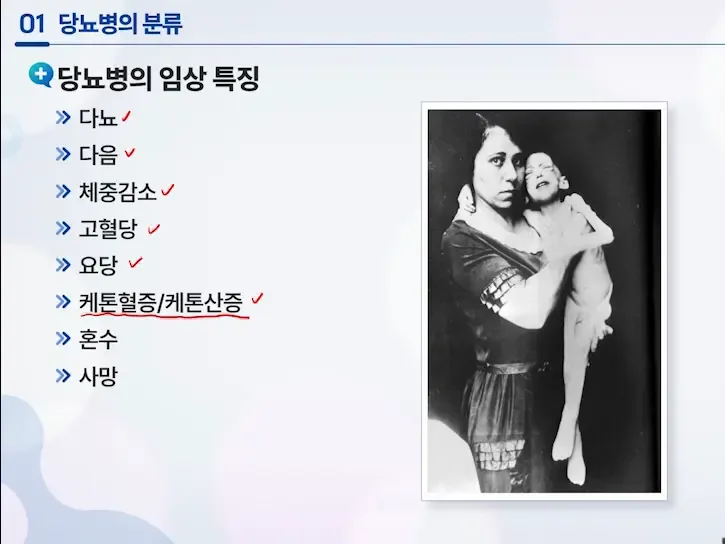 01 당뇨병의 분류
당뇨병의 임상 특징
다뇨
다음
체중감소
고혈당
요당
케톤혈증/케톤산증
혼수
사망